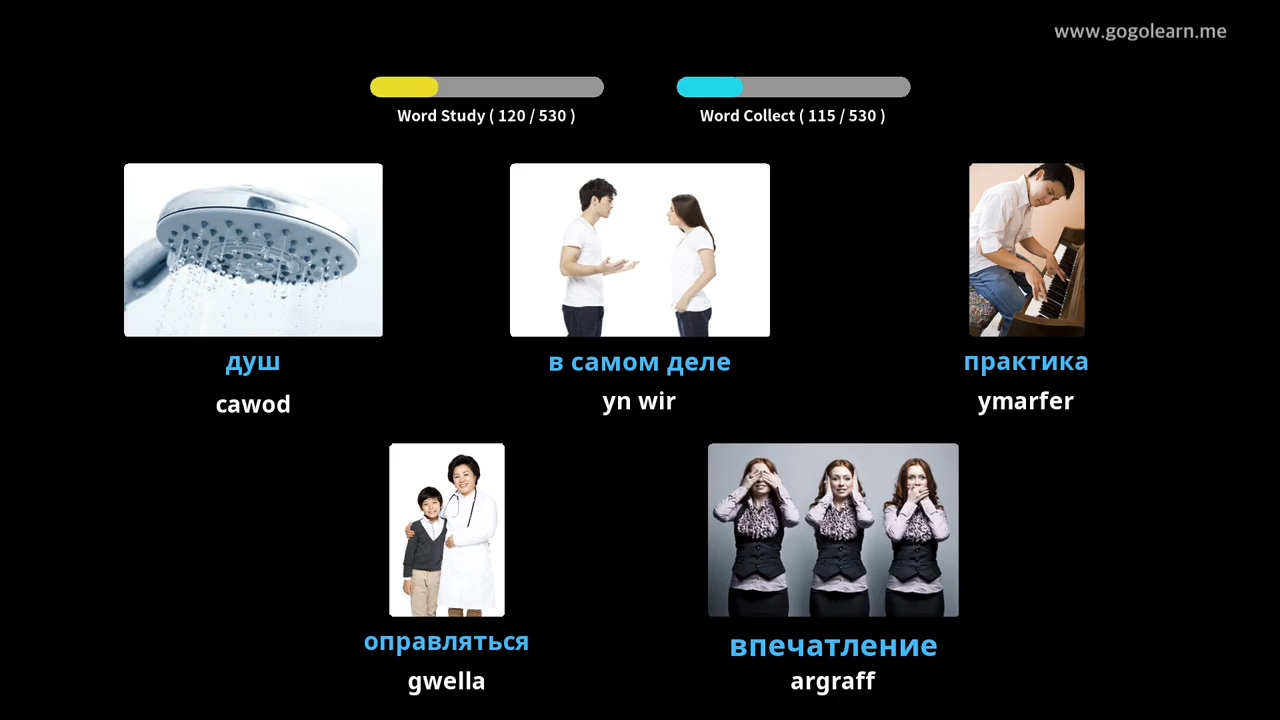 www.gogolearn.me
Word Study ( 120 / 530 )
Word Collect ( 115 / 530 )
душ
cawod
в самом деле
yn wir
практика
ymarfer
оправляться
gwella
впечатление
argraff